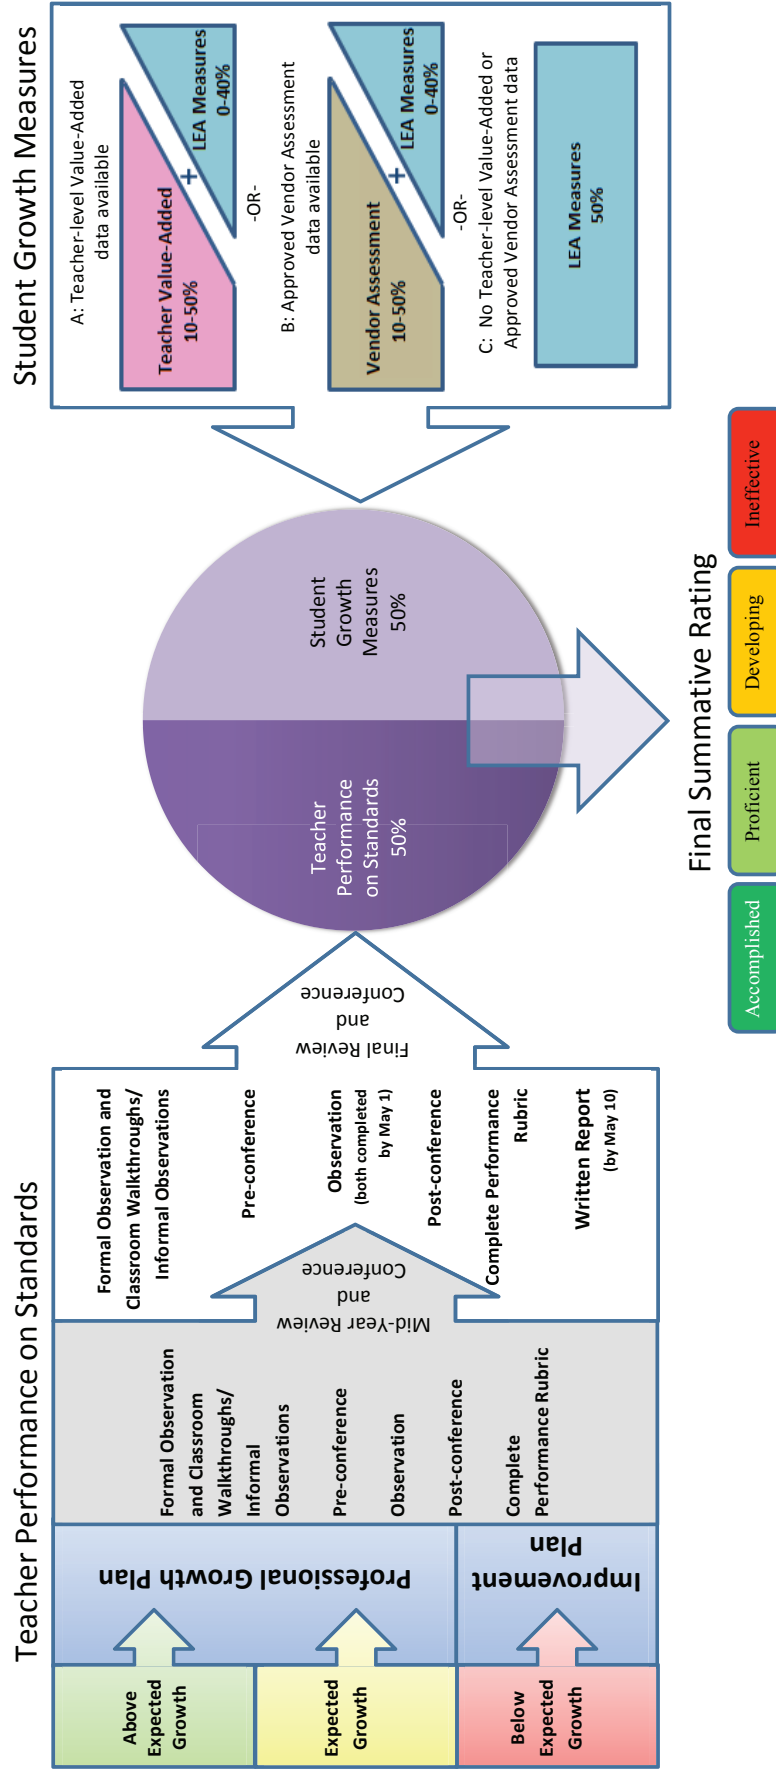 Teacher Performance on Standards
Above
Expected
Growth
Expected
Growth
Below
Expected
Growth
Professional Growth Plan
Improvement
Plan
Formal Observation
and Classroom
Walkthroughs/
Informal
Observations
Pre-conference
Observation
Post-conference
Complete
Performance Rubric
Mid-Year Review
and
Conference
Formal Observation and
Classroom Walkthroughs/
Informal Observations
Pre-conference
Observation
(both completed
by May 1)
Post-conference
Complete Performance
Rubric
Written Report
(by May 10)
Final Review
and
Conference
Teacher
Performance
on Standards
50%
Student
Growth
Measures
50%
Student Growth Measures
A: Teacher-level Value-Added
data available
Teacher Value-Added
10-50%
+
LEA Measures
0-40%
-OR-
B: Approved Vendor Assessment
data available
Vendor Assessment
10-50%
+
LEA Measures
0-40%
-OR-
C: No Teacher-level Value-Added or
Approved Vendor Assessment data
LEA Measures
50%
Final Summative Rating
Accomplished
Proficient
Developing
Ineffective